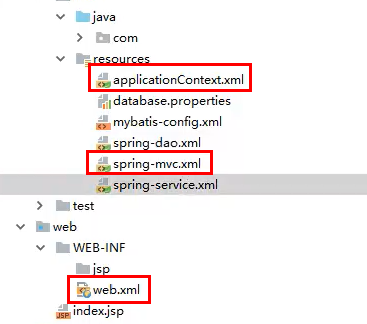 java
com
resources
applicationContext.xml
database.properties
mybatis-config.xml
spring-dao.xml
spring-mvc.xml
spring-service.xml
test
web
WEB-INF
jsp
web.xml
index.jsp